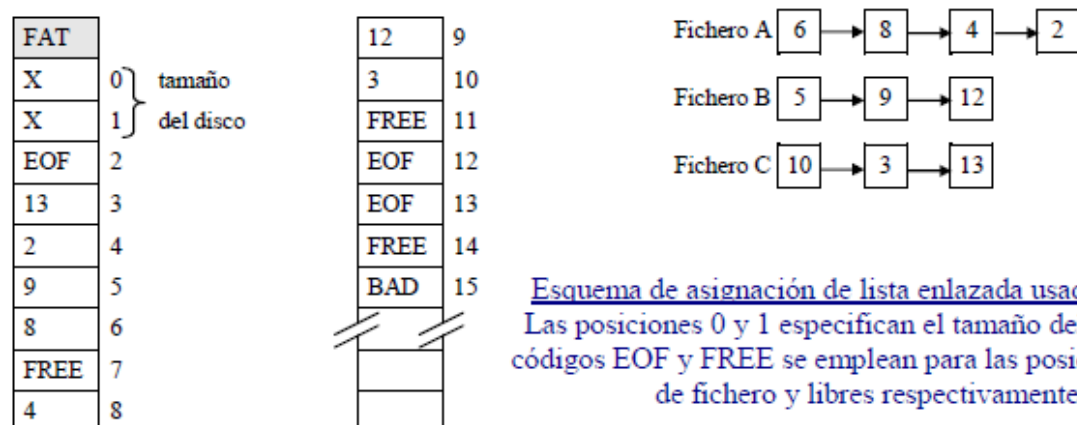 FAT
X 0 tamaño
X 1 del disco
EOF 2
13 3
2 4
9 5
8 6
FREE 7
4 8
12 9
3 10
FREE 11
EOF 12
EOF 13
FREE 14
BAD 15
Fichero A 6 8 4 2
Fichero B 5 9 12
Fichero C 10 3 13
Esquema de asignación de lista enlazada
Las posiciones 0 y 1 especifican el tamaño
códigos EOF y FREE se emplean para las
de fichero y libres respectivamente